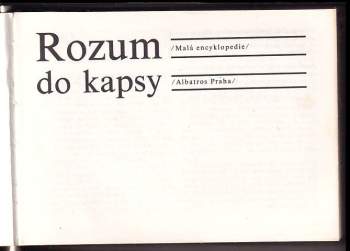 Rozum
/Malá encyklopedie/
do kapsy
/Albatros Praha/